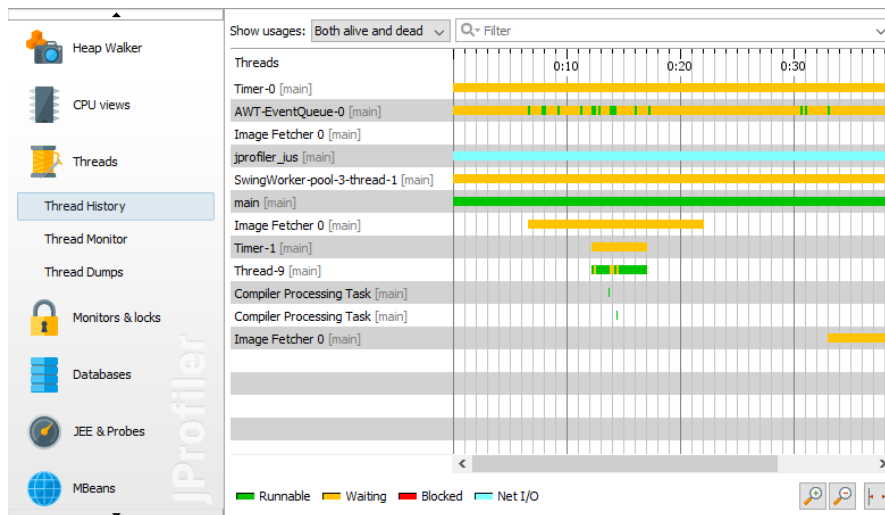 Heap Walker
CPU views
Threads
Thread History
Thread Monitor
Thread Dumps
Monitors & locks
Databases
JEE & Probes
MBeans
JProfiler
Show usages: Both alive and dead Filter
Threads 0:10 0:20 0:30
Timer-0 [main]
AWT-EventQueue-0 [main]
Image Fetcher 0 [main]
jprofiler_ius [main]
SwingWorker-pool-3-thread-1 [main]
main [main]
Image Fetcher 0 [main]
Timer-1 [main]
Thread-9 [main]
Compiler Processing Task [main]
Compiler Processing Task [main]
Image Fetcher 0 [main]
Runnable Waiting Blocked Net I/O